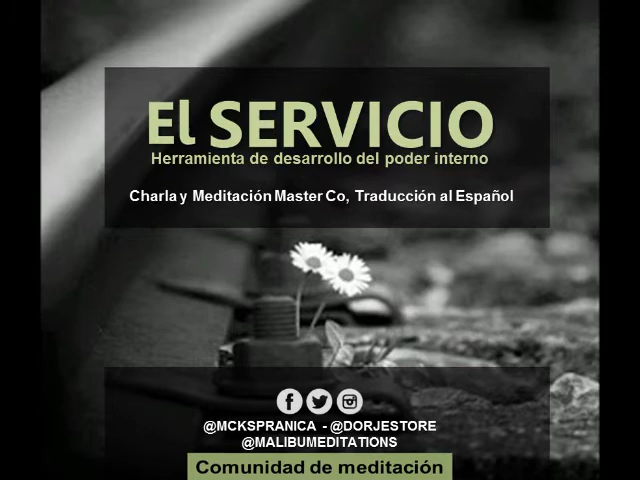 El SERVICIO
Herramienta de desarrollo del poder interno
Charla y Meditación Master Co, Traducción al Español
@MCKSPRANICA - @DORJESTORE
@MALIBUMEDITATIONS
Comunidad de meditación